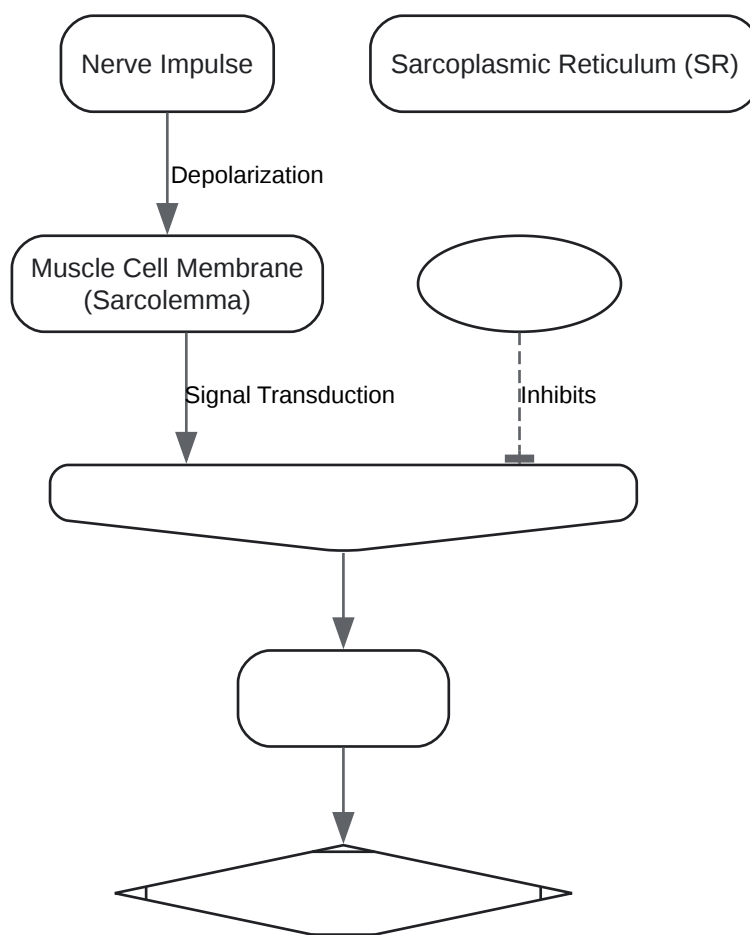 Nerve Impulse
Sarcoplasmic Reticulum (SR)
Depolarization
Muscle Cell Membrane
(Sarcolemma)
Signal Transduction
Inhibits